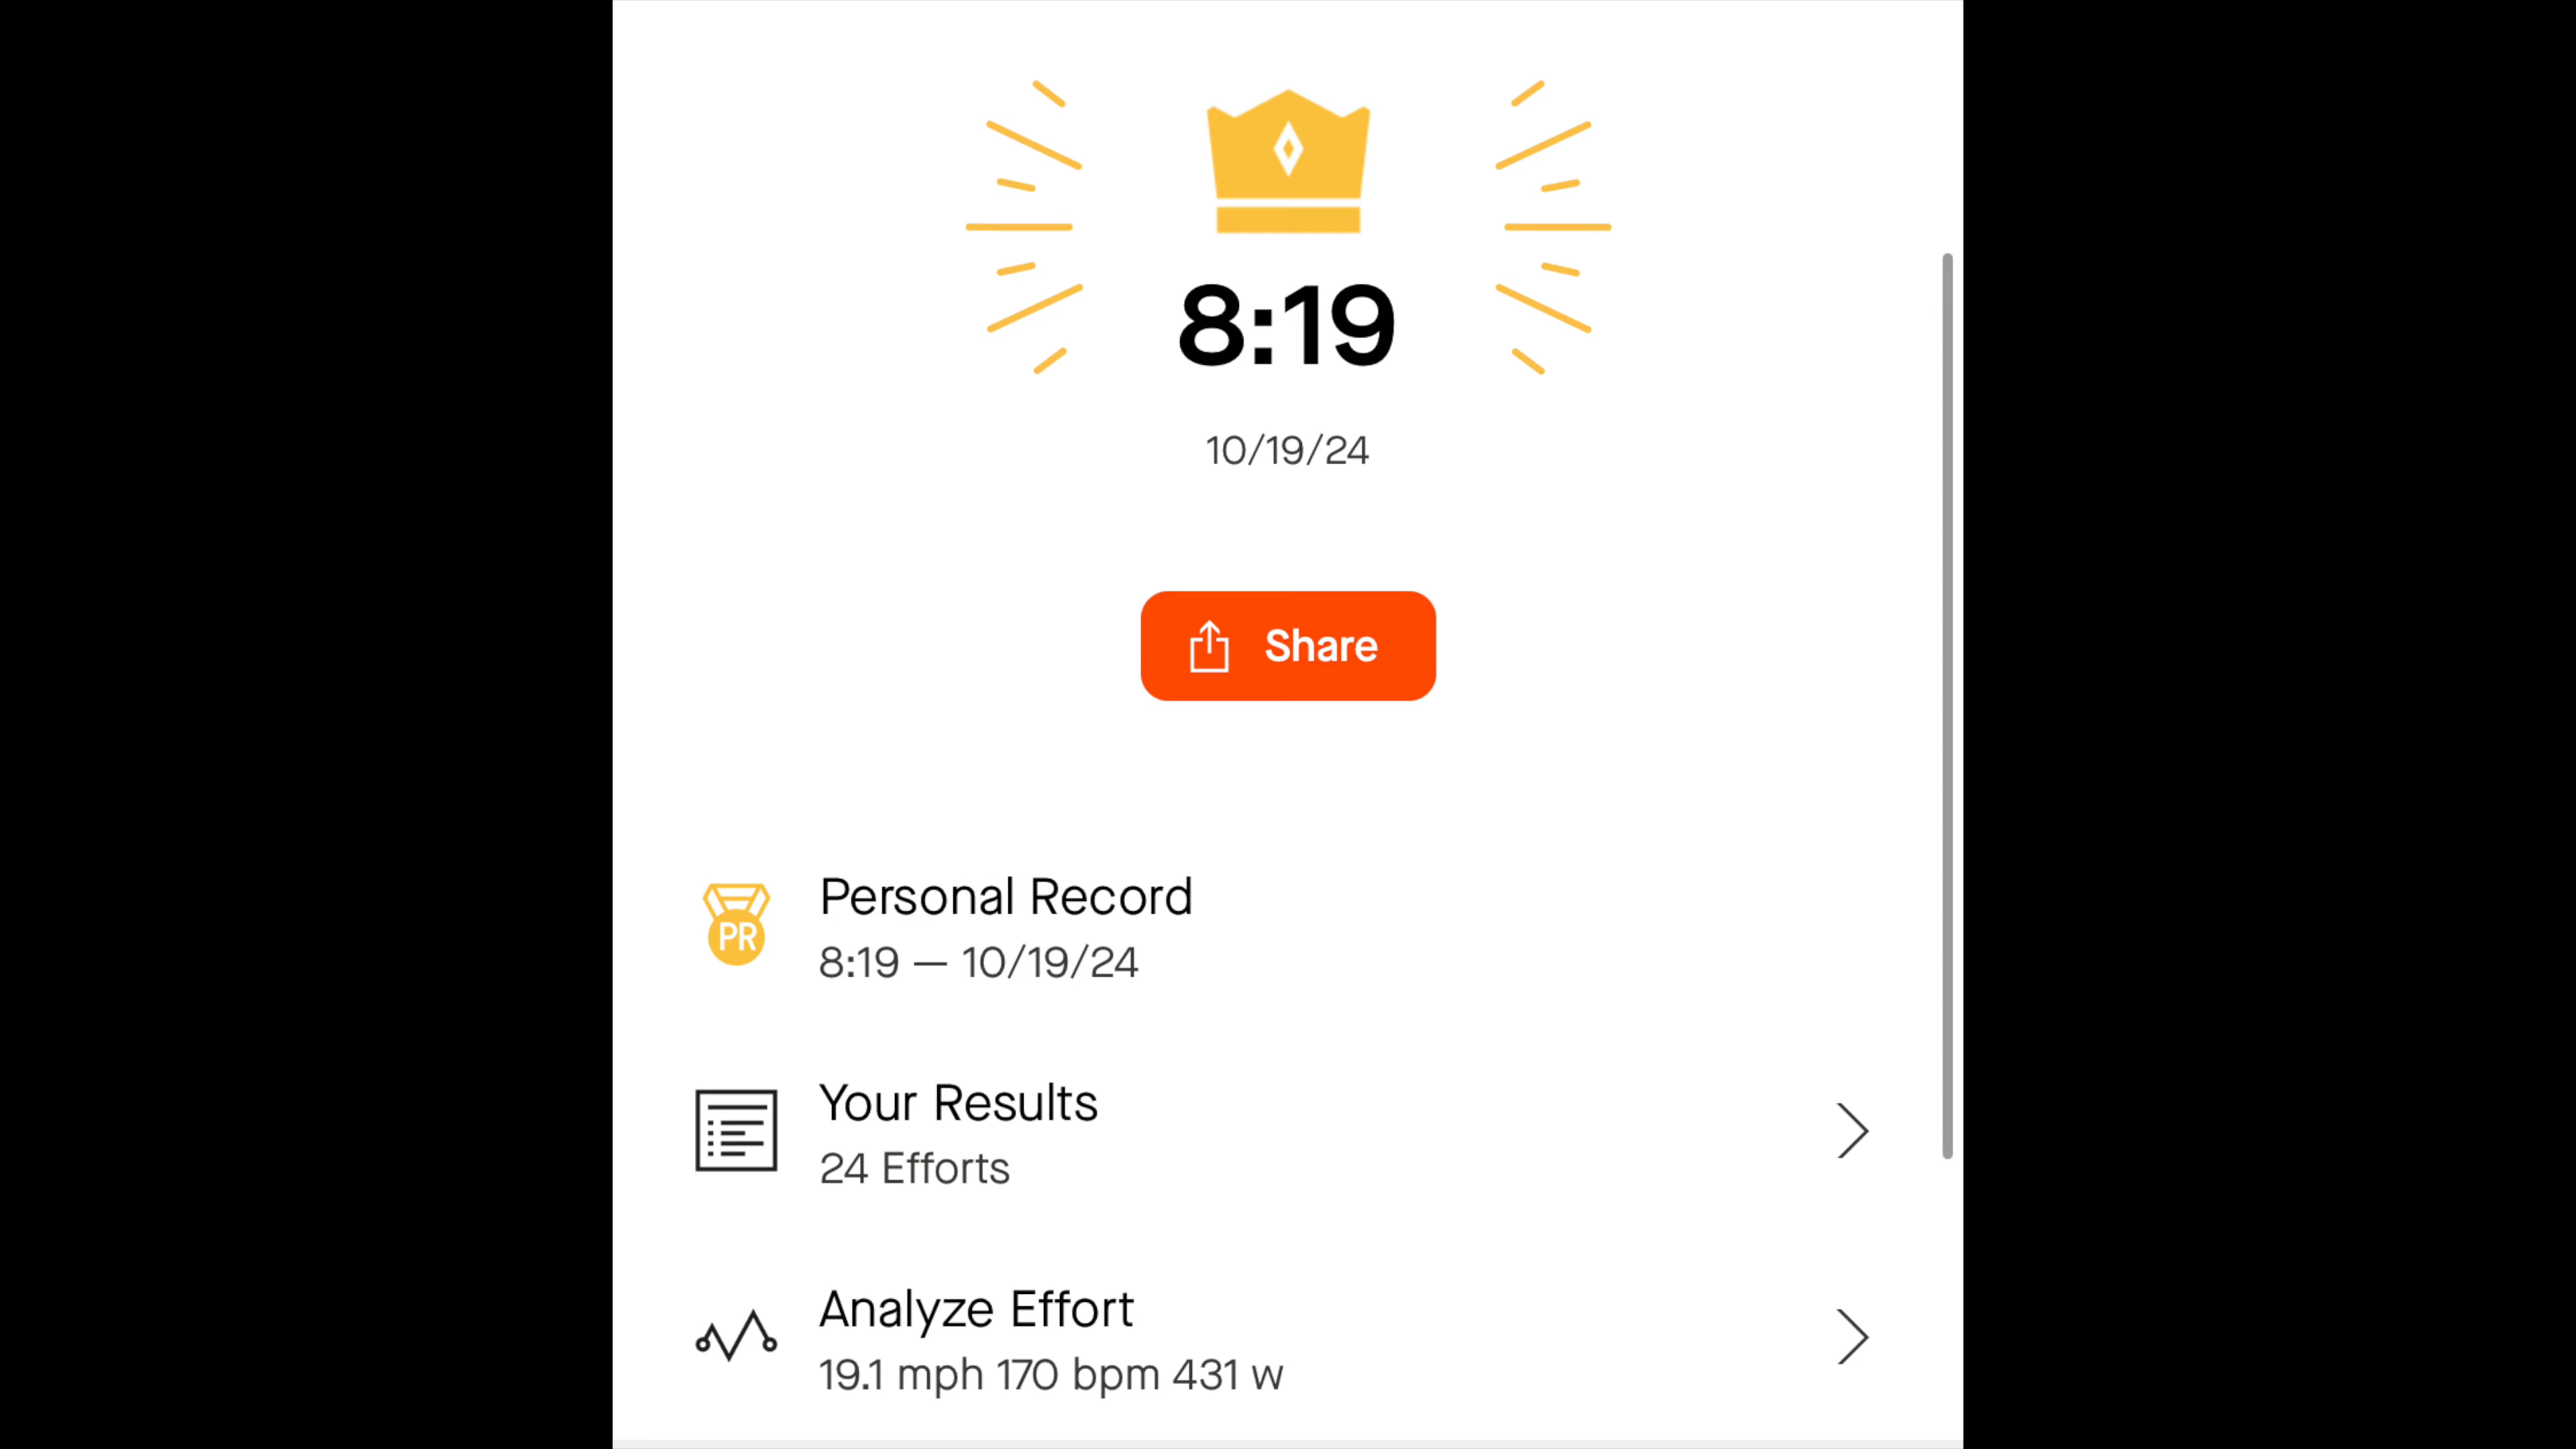 8:19
10/19/24
Share
PR
Personal Record
8:19 — 10/19/24
Your Results
24 Efforts
Analyze Effort
19.1 mph 170 bpm 431 w